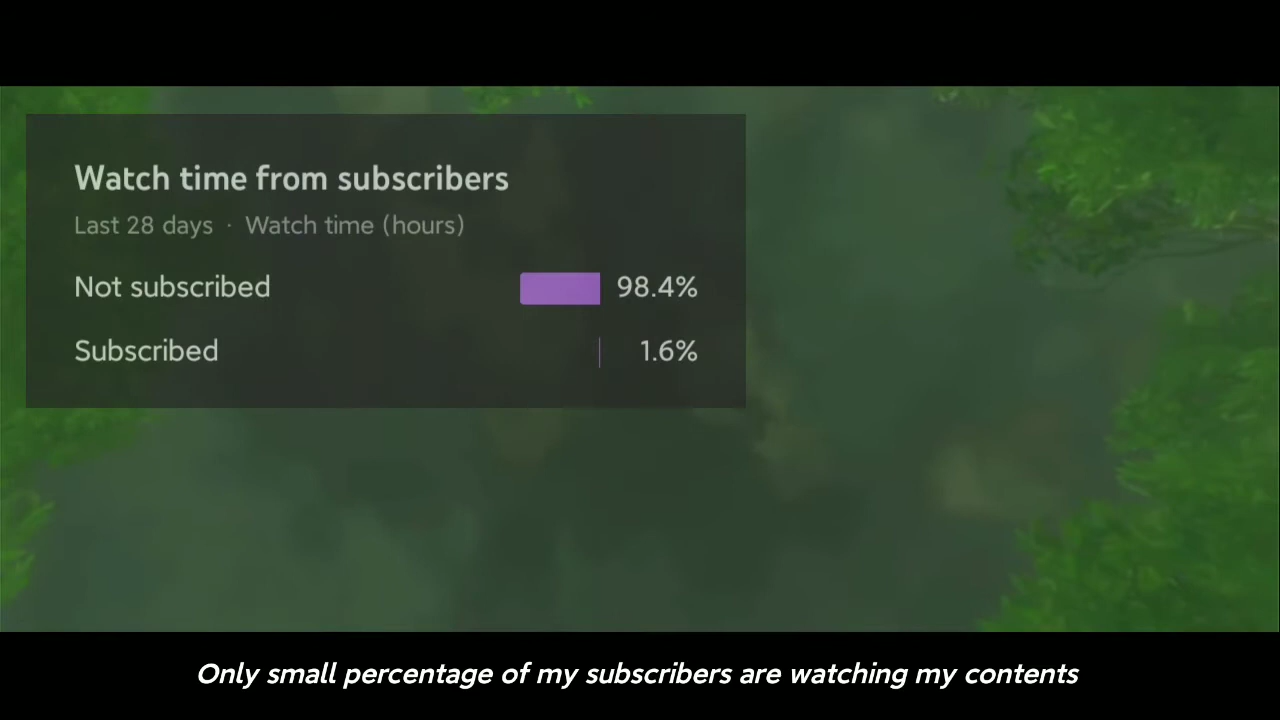 Watch time from subscribers
Last 28 days · Watch time (hours)
Not subscribed 98.4%
Subscribed 1.6%
Only small percentage of my subscribers are watching my contents